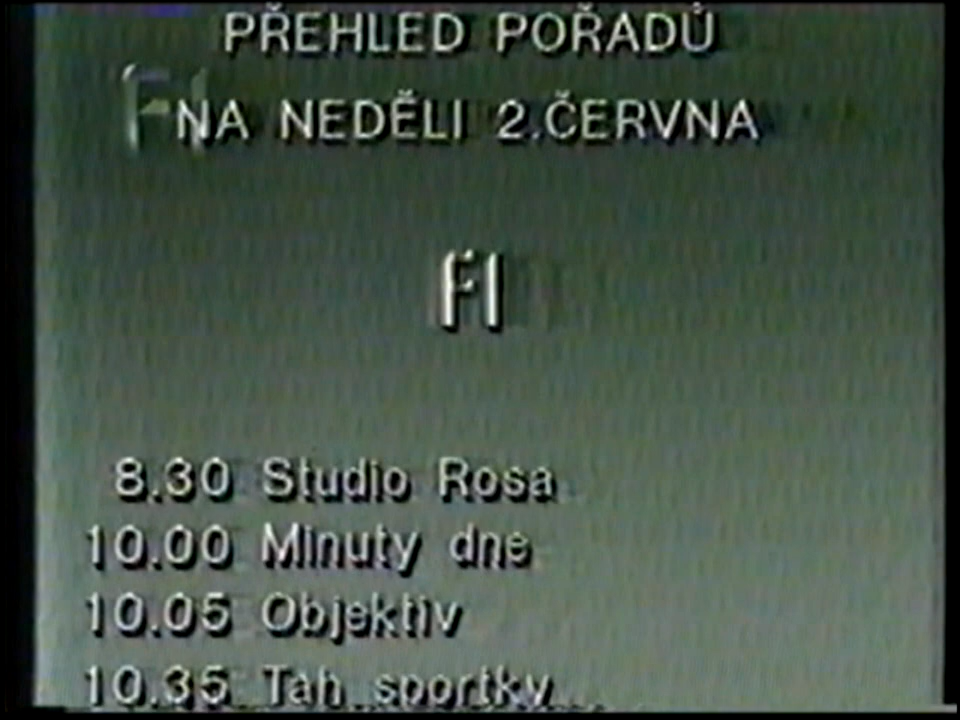 PŘEHLED POŘADŮ
NA NEDĚLI 2.ČERVNA
F1
8.30 Studio Rosa
10.00 Minuty dne
10.05 Objektiv
10.35 Tah sportky